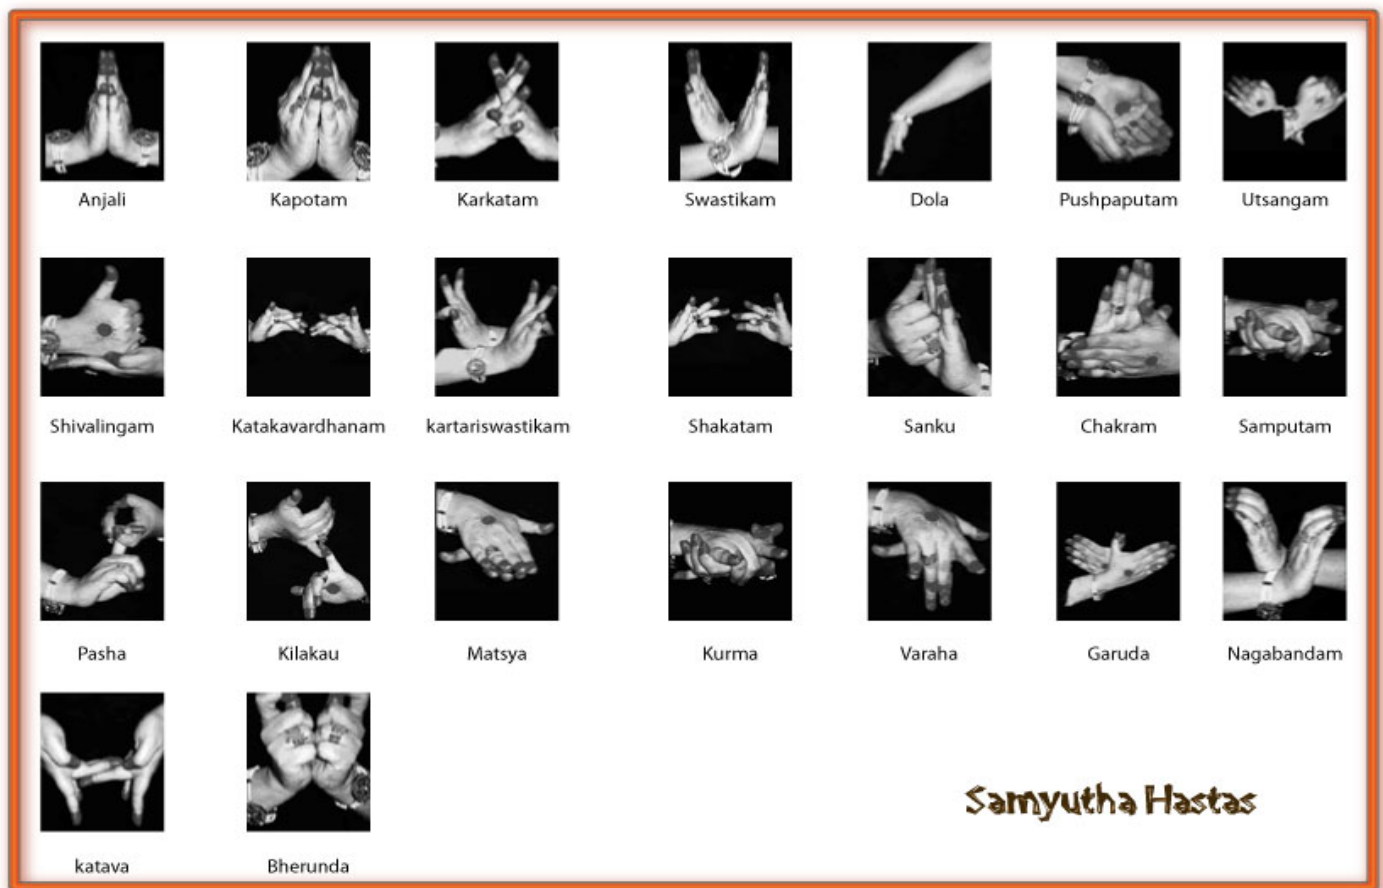 Anjali
Kapotam
Karkatam
Swastikam
Dola
Pushpaputam
Utsangam
Shivalingam
Katakavardhanam
kartariswastikam
Shakatam
Sanku
Chakram
Samputam
Pasha
Kilakau
Matsya
Kurma
Varaha
Garuda
Nagabandam
katava
Bherunda
Samyutha Hastas